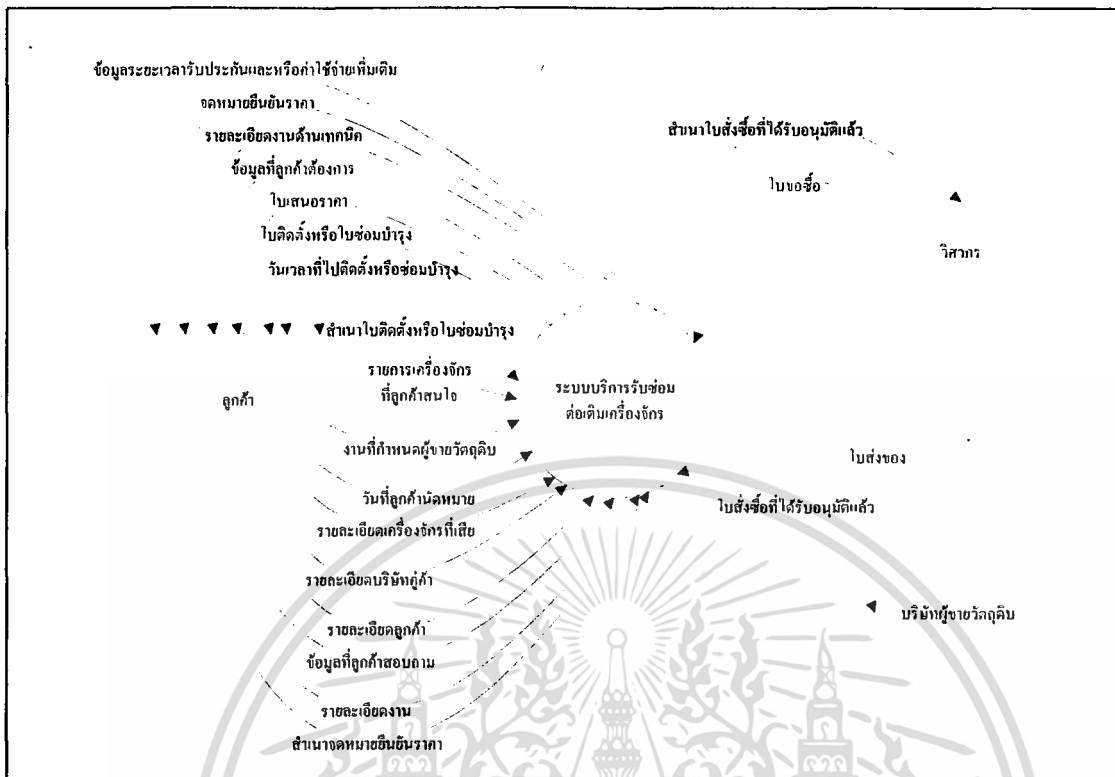 ข้อมูลระยะเวลารับประกันและหรือค่าใช้จ่ายเพิ่มเติม
จดหมายยืนยันราคา
รายละเอียดงานด้านเทคนิค
ข้อมูลที่ลูกค้าต้องการ
ใบเสนอราคา
ใบติดตั้งหรือใบซ่อมบำรุง
วันเวลาที่ไปติดตั้งหรือซ่อมบำรุง
สำเนาใบสั่งซื้อที่ได้รับอนุมัติแล้ว
ใบขอซื้อ
วิศวกร
สำเนาใบติดตั้งหรือใบซ่อมบำรุง
รายการเครื่องจักร
ที่ลูกค้าสนใจ
ลูกค้า
ระบบบริการรับซ่อม
ต่อเติมเครื่องจักร
งานที่กำหนดผู้ขายวัตถุดิบ
วันที่ลูกค้านัดหมาย
รายละเอียดเครื่องจักรที่เสีย
รายละเอียดบริษัทคู่ค้า
รายละเอียดลูกค้า
ข้อมูลที่ลูกค้าสอบถาม
รายละเอียดงาน
สำเนาจดหมายยืนยันราคา
ใบส่งของ
ใบสั่งซื้อที่ได้รับอนุมัติแล้ว
บริษัทผู้ขายวัตถุดิบ